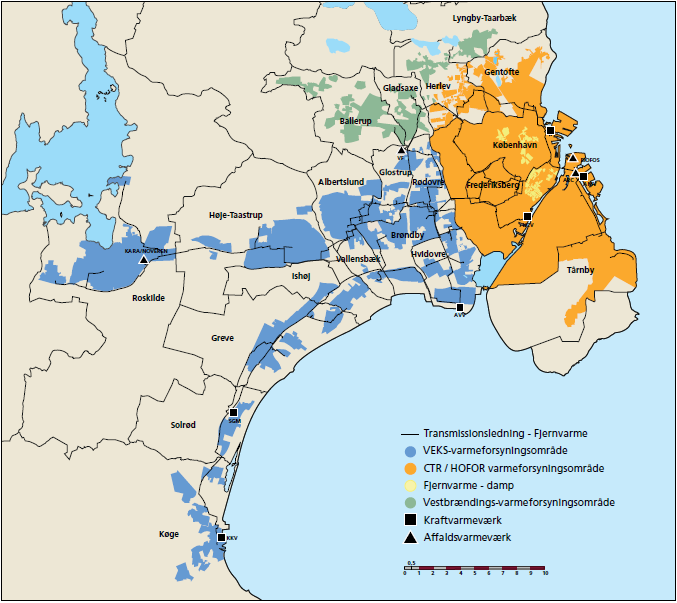 Lyngby-Taarbæk
Gentofte
Gladsaxe
Herlev
Ballerup
København
VF
HOFOS
Glostrup
Albertslund
Rødovre
Frederiksberg
Høje-Taastrup
Brøndby
KARA/NOVEREN
Vallensbæk
Hvidovre
Tårnby
Ishøj
Roskilde
AVV
Greve
SGM
Solrød
Køge
KKV
Transmissionsledning - Fjernvarme
VEKS-varmeforsyningsområde
CTR / HOFOR varmeforsyningsområde
Fjernvarme - damp
Vestbrændings-varmeforsyningsområde
Kraftvarmeværk
Affaldsvarmeværk
0,5
0 1 2 3 4 5 6 7 8 9 10